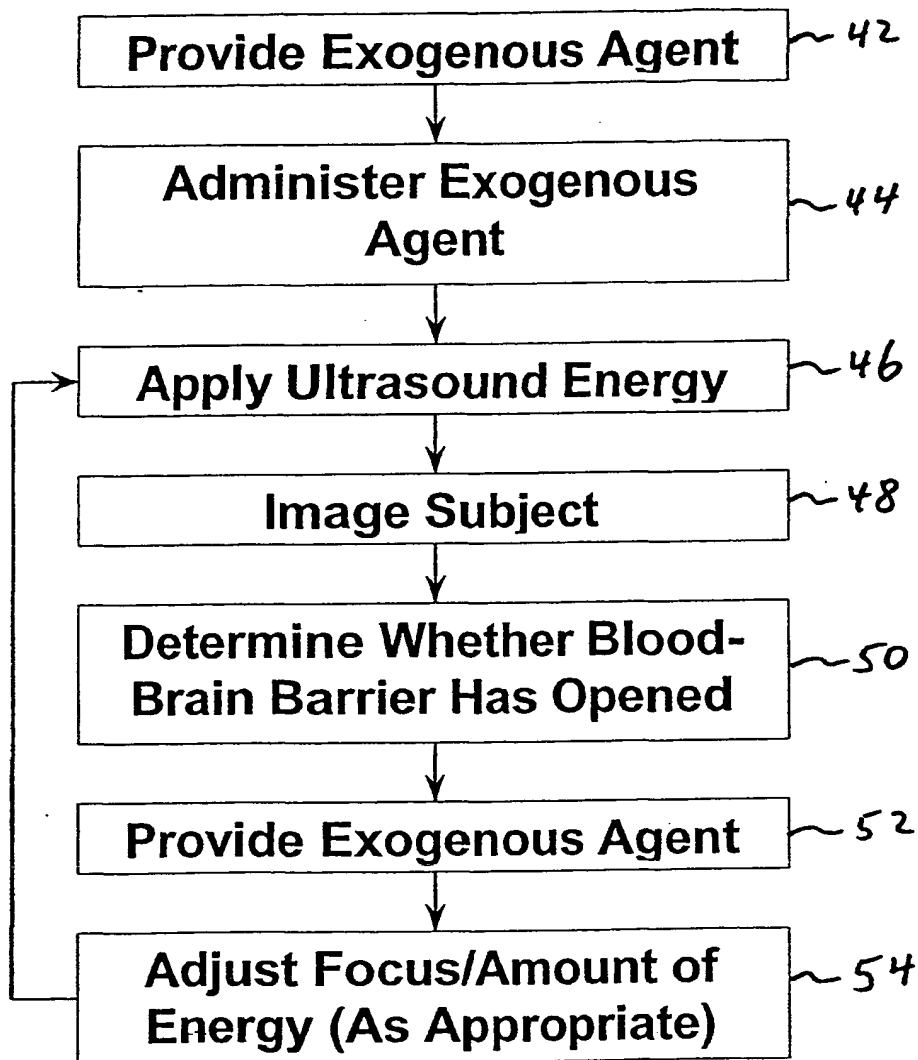 Provide Exogenous Agent 42
Administer Exogenous
Agent 44
Apply Ultrasound Energy 46
Image Subject 48
Determine Whether Blood-
Brain Barrier Has Opened 50
Provide Exogenous Agent 52
Adjust Focus/Amount of
Energy (As Appropriate) 54